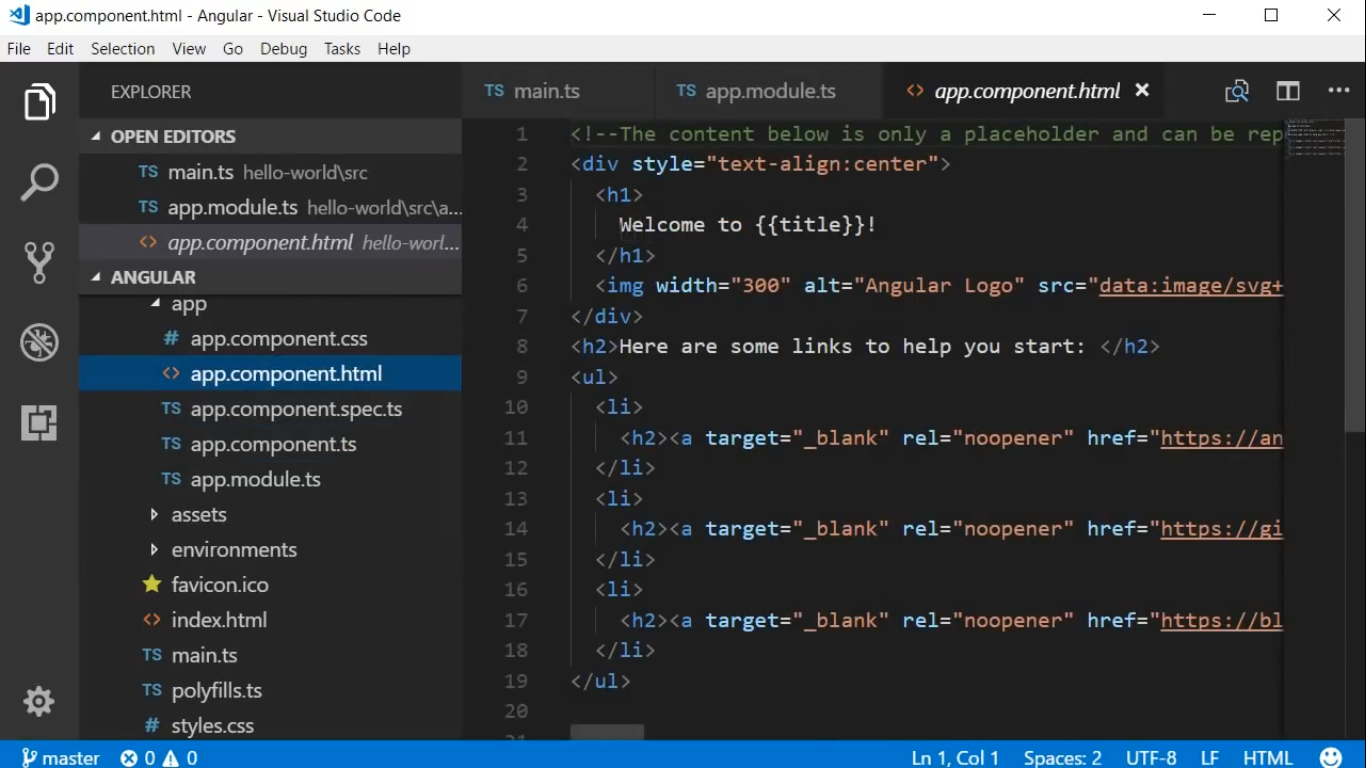 app.component.html - Angular - Visual Studio Code
File Edit Selection View Go Debug Tasks Help
EXPLORER
OPEN EDITORS
TS main.ts hello-world\src
TS app.module.ts hello-world\src\a...
<> app.component.html hello-worl...
ANGULAR
app
# app.component.css
<> app.component.html
TS app.component.spec.ts
TS app.component.ts
TS app.module.ts
assets
environments
favicon.ico
<> index.html
TS main.ts
TS polyfills.ts
# styles.css
TS main.ts TS app.module.ts <> app.component.html
1 <!--The content below is only a placeholder and can be rep
2 <div style="text-align:center">
3 <h1>
4 Welcome to {{title}}!
5 </h1>
6 <img width="300" alt="Angular Logo" src="data:image/svg+
7 </div>
8 <h2>Here are some links to help you start: </h2>
9 <ul>
10 <li>
11 <h2><a target="_blank" rel="noopener" href="https://an
12 </li>
13 <li>
14 <h2><a target="_blank" rel="noopener" href="https://gi
15 </li>
16 <li>
17 <h2><a target="_blank" rel="noopener" href="https://bl
18 </li>
19 </ul>
20
master 0 0 Ln 1, Col 1 Spaces: 2 UTF-8 LF HTML